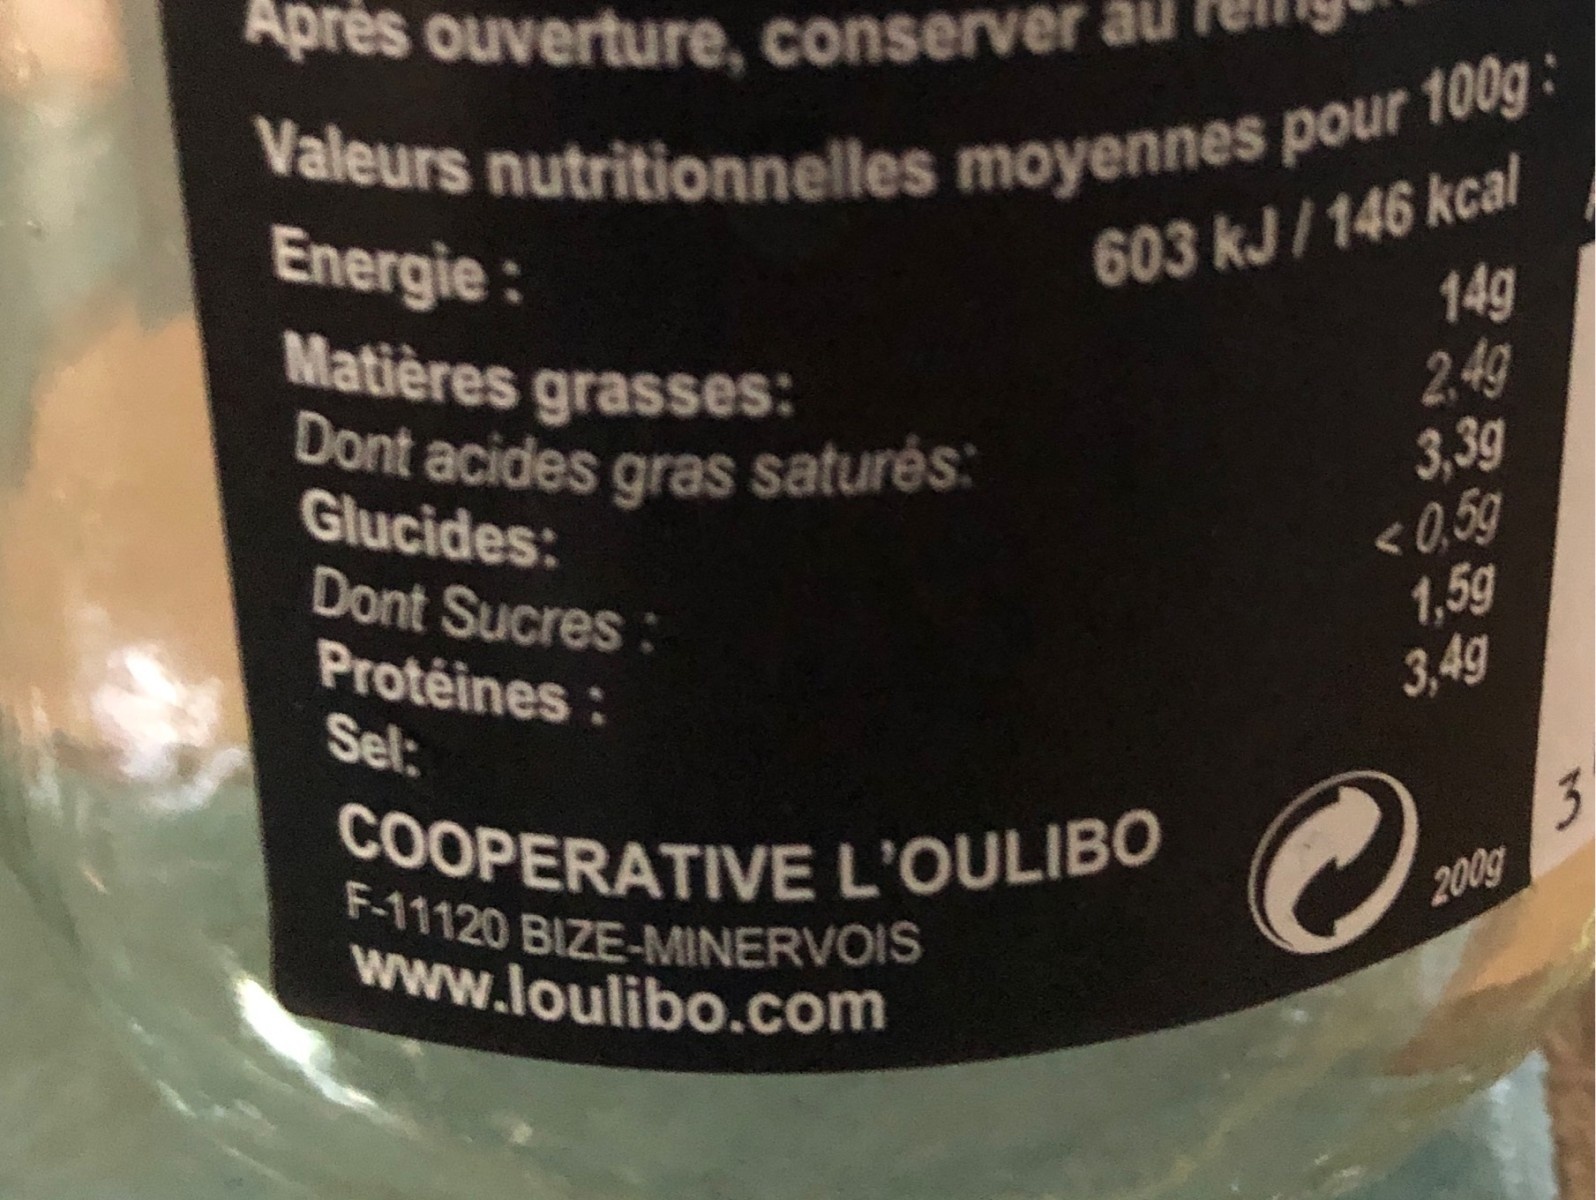 Après ouverture, conserver au
Valeurs nutritionnelles moyennes pour 100g :
Energie : 603 kJ / 146 kcal
Matières grasses: 14g
Dont acides gras saturés: 2,4g
Glucides: 3,3g
Dont Sucres : < 0,5g
Protéines : 1,5g
Sel: 3,4g
COOPERATIVE L'OULIBO
F-11120 BIZE-MINERVOIS
www.loulibo.com
200g
3